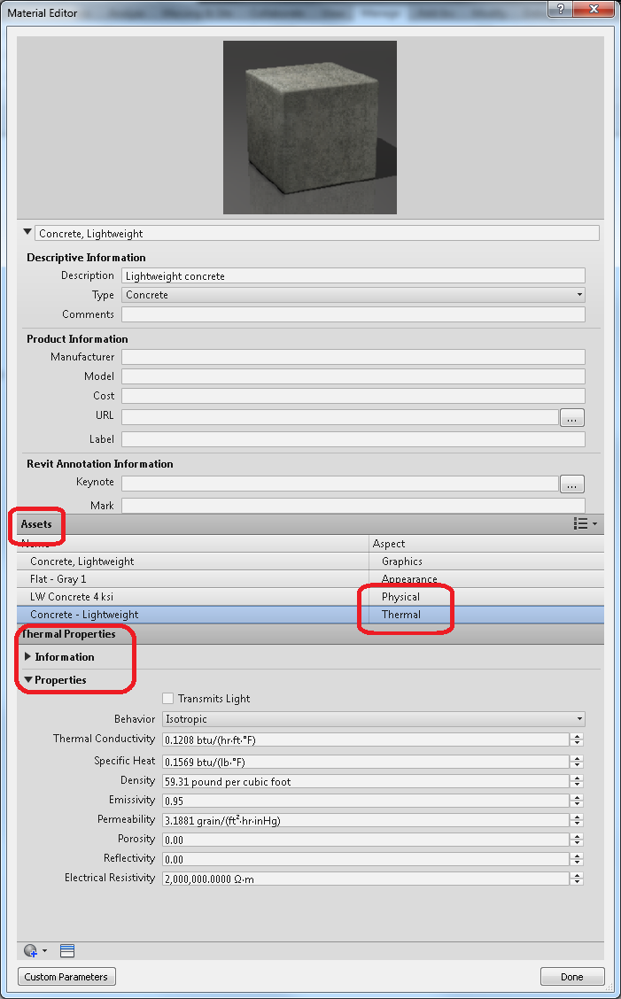 Material Editor
Manage
?
Concrete, Lightweight
Descriptive Information
Description Lightweight concrete
Type Concrete
Comments
Product Information
Manufacturer
Model
Cost
URL ...
Label
Revit Annotation Information
Keynote ...
Mark
Assets
Name Aspect
Concrete, Lightweight Graphics
Flat - Gray 1 Appearance
LW Concrete 4 ksi Physical
Concrete - Lightweight Thermal
Thermal Properties
Information
Properties
Transmits Light
Behavior Isotropic
Thermal Conductivity 0.1208 btu/(hr·ft·°F)
Specific Heat 0.1569 btu/(lb·°F)
Density 59.31 pound per cubic foot
Emissivity 0.95
Permeability 3.1881 grain/(ft²·hr·inHg)
Porosity 0.00
Reflectivity 0.00
Electrical Resistivity 2,000,000.0000 Ω·m
Custom Parameters Done